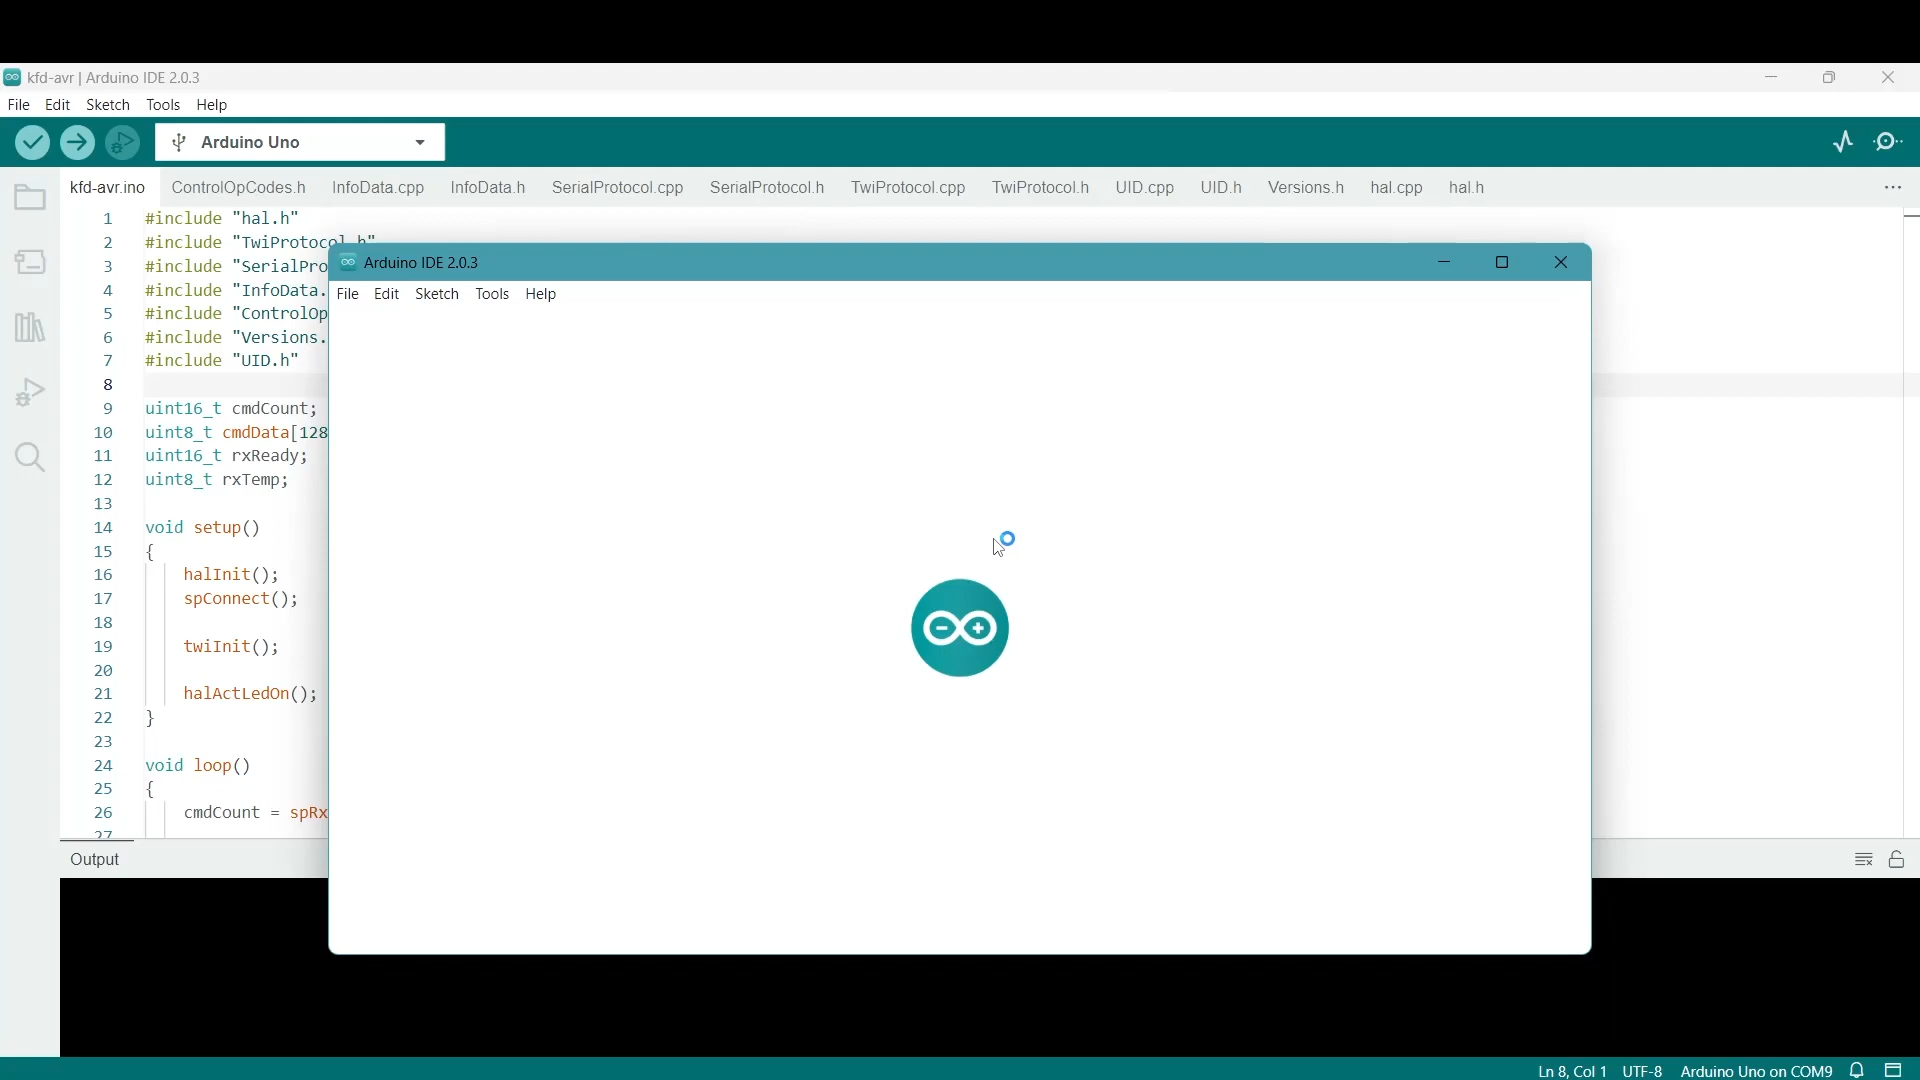 kfd-avr | Arduino IDE 2.0.3
File Edit Sketch Tools Help
Arduino Uno
kfd-avr.ino ControlOpCodes.h InfoData.cpp InfoData.h SerialProtocol.cpp SerialProtocol.h TwiProtocol.cpp TwiProtocol.h UID.cpp UID.h Versions.h hal.cpp hal.h ...
1 #include "hal.h"
2 #include "TwiProtocol.h"
3 #include "SerialPro
4 #include "InfoData.
5 #include "ControlOp
6 #include "Versions.
7 #include "UID.h"
8
9 uint16_t cmdCount;
10 uint8_t cmdData[128
11 uint16_t rxReady;
12 uint8_t rxTemp;
13
14 void setup()
15 {
16 halInit();
17 spConnect();
18
19 twiInit();
20
21 halActLedOn();
22 }
23
24 void loop()
25 {
26 cmdCount = spRx
27
Arduino IDE 2.0.3
File Edit Sketch Tools Help
Output
Ln 8, Col 1 UTF-8 Arduino Uno on COM9